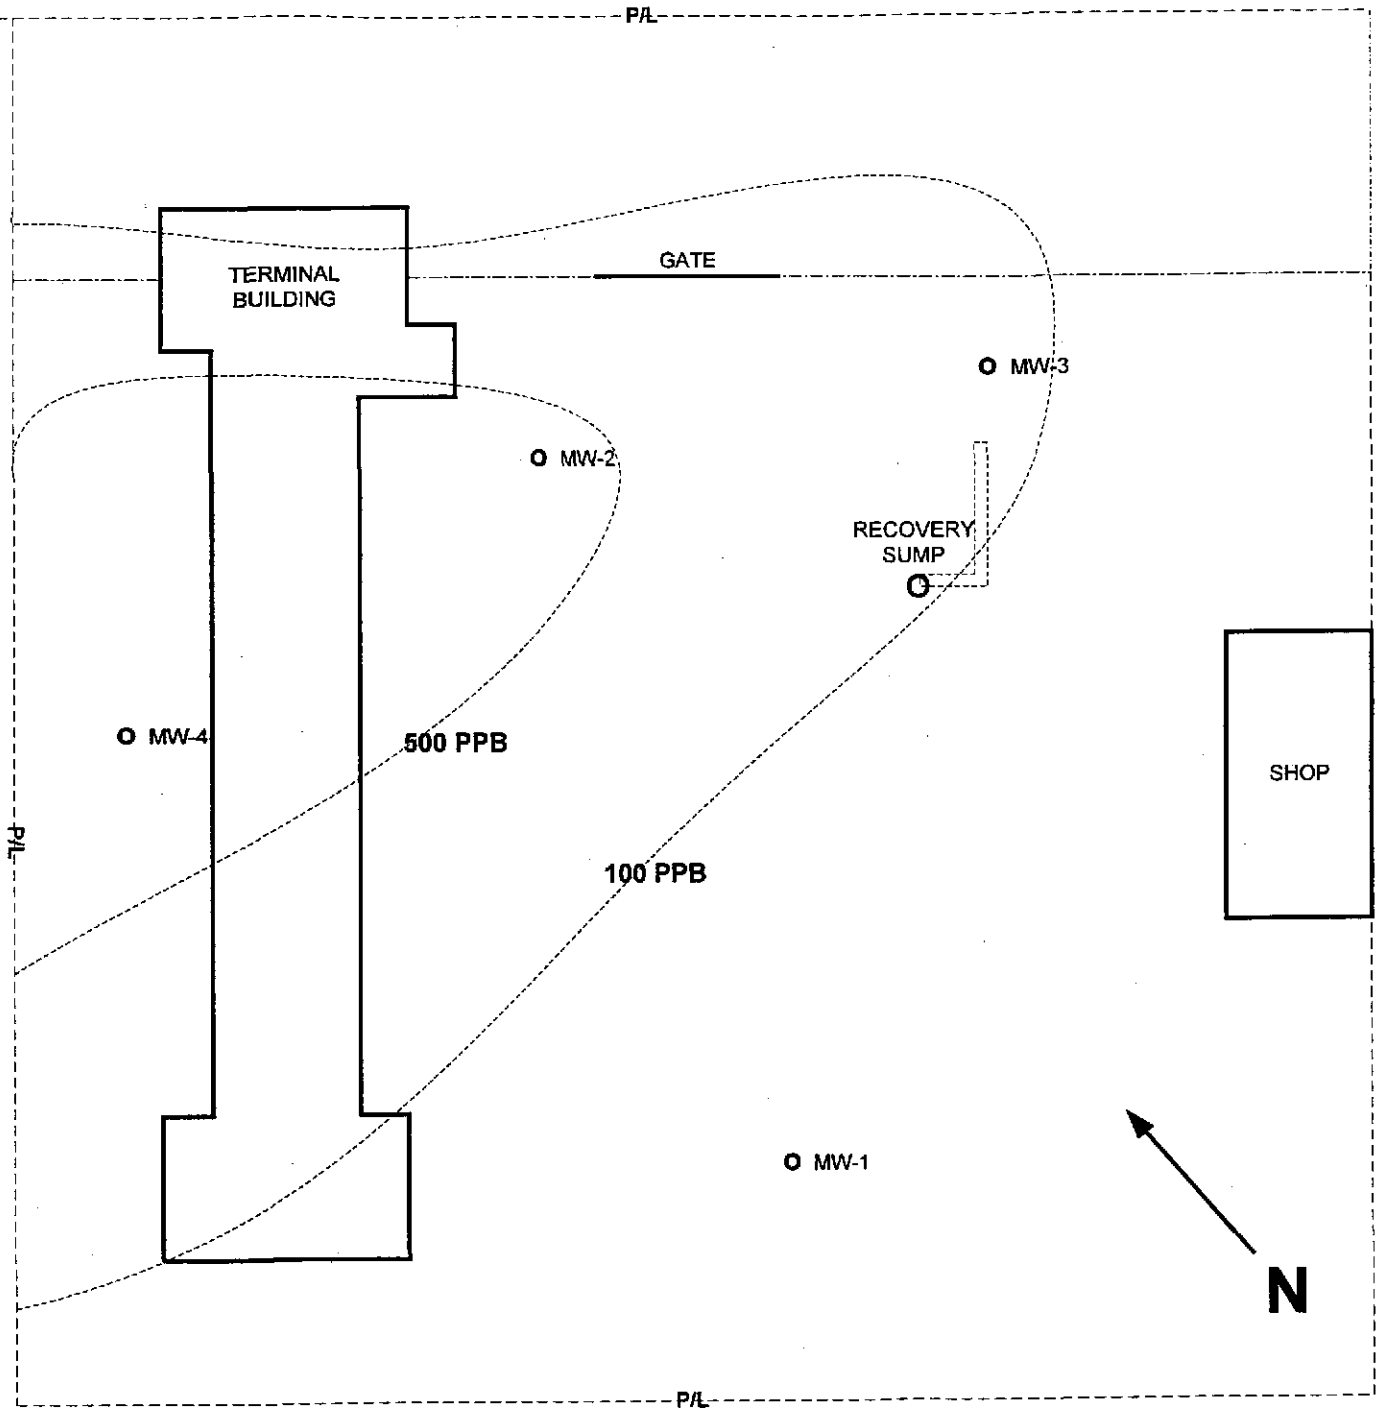 P/L
GATE
TERMINAL
BUILDING
MW-3
MW-2
RECOVERY
SUMP
MW-4
500 PPB
SHOP
P/L
100 PPB
MW-1
N
P/L